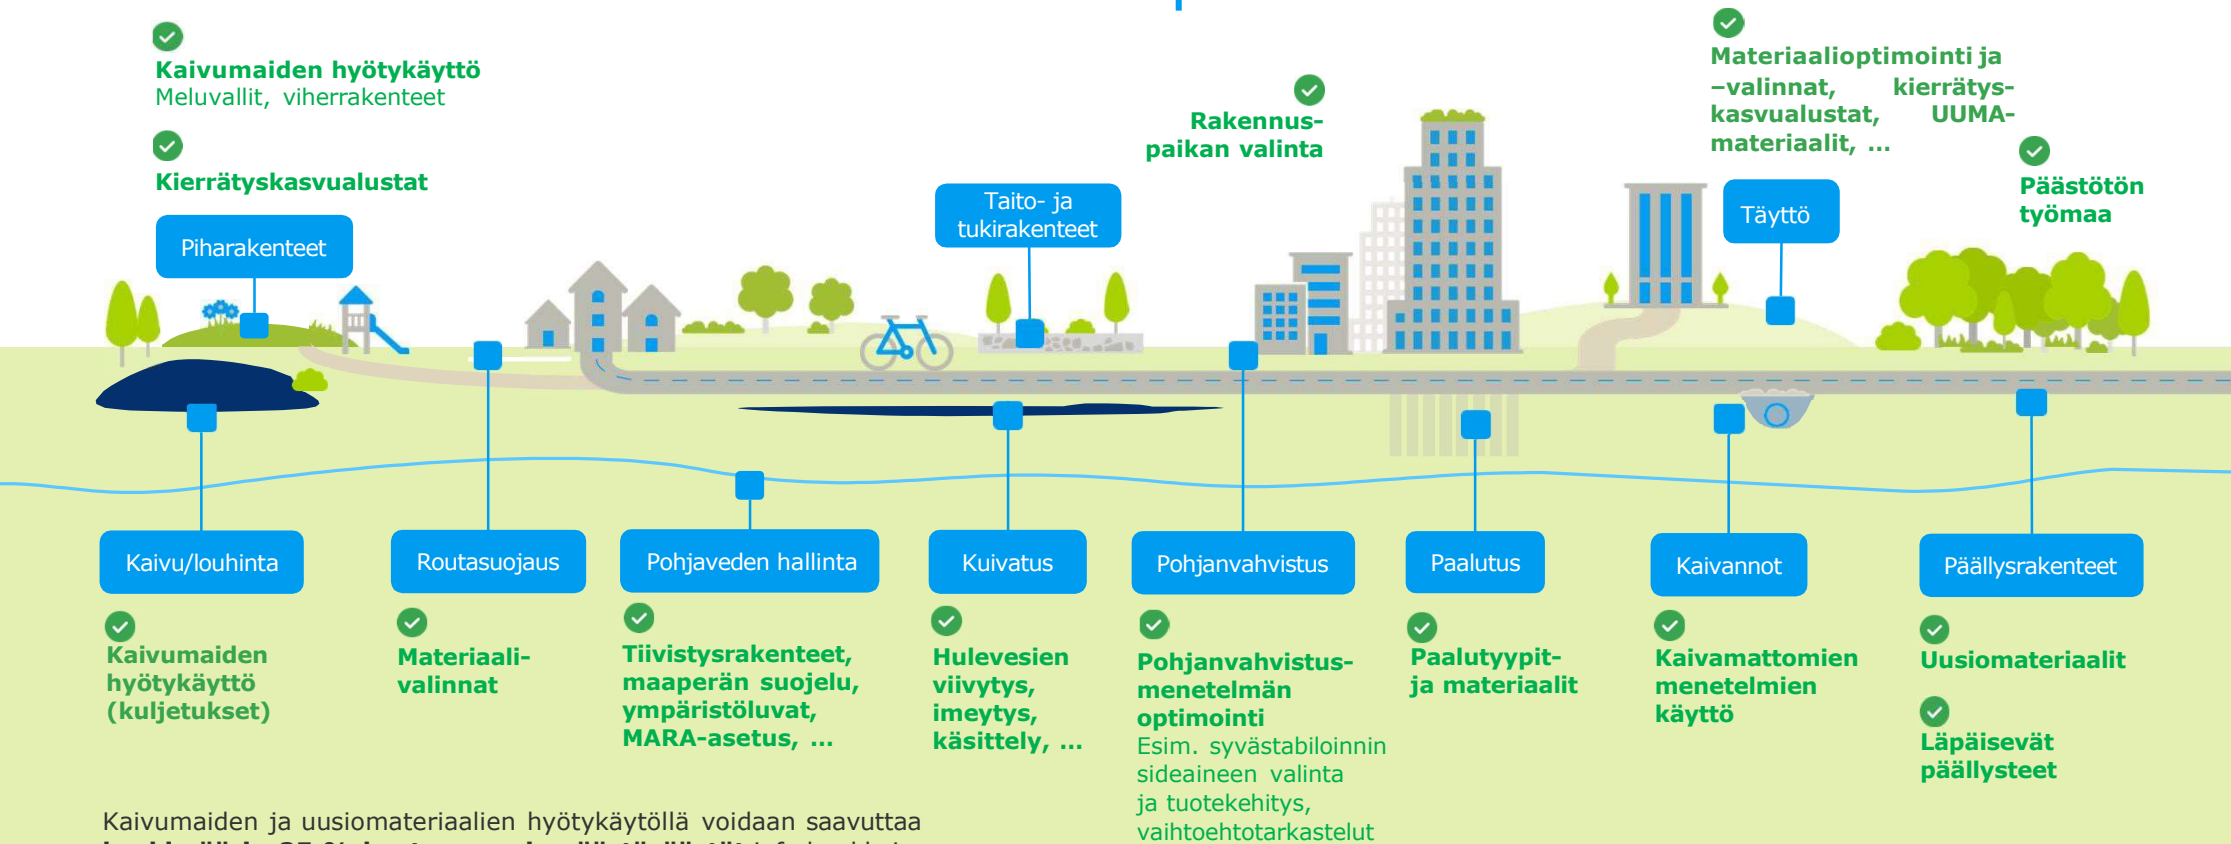 Kaivumaiden hyötykäyttö
Meluvallit, viherrakenteet
Kierrätyskasvualustat
Piharakenteet
Taito- ja
tukirakenteet
Rakennus-
paikan valinta
Materiaalioptimointi ja
–valinnat, kierrätys-
kasvualustat, UUMA-
materiaalit, ...
Täyttö
Päästötön
työmaa
Kaivu/louhinta
Kaivumaiden
hyötykäyttö
(kuljetukset)
Routasuojaus
Materiaali-
valinnat
Pohjaveden hallinta
Tiivistysrakenteet,
maaperän suojelu,
ympäristöluvat,
MARA-asetus, ...
Kuivatus
Hulevesien
viivytys,
imeytys,
käsittely, ...
Pohjanvahvistus
Pohjanvahvistus-
menetelmän
optimointi
Esim. syvästabiloinnin
sideaineen valinta
ja tuotekehitys,
vaihtoehtotarkastelut
Paalutus
Paalutyypit-
ja materiaalit
Kaivannot
Kaivamattomien
menetelmien
käyttö
Päällysrakenteet
Uusiomateriaalit
Läpäisevät
päällysteet
Kaivumaiden ja uusiomateriaalien hyötykäytöllä voidaan saavuttaa